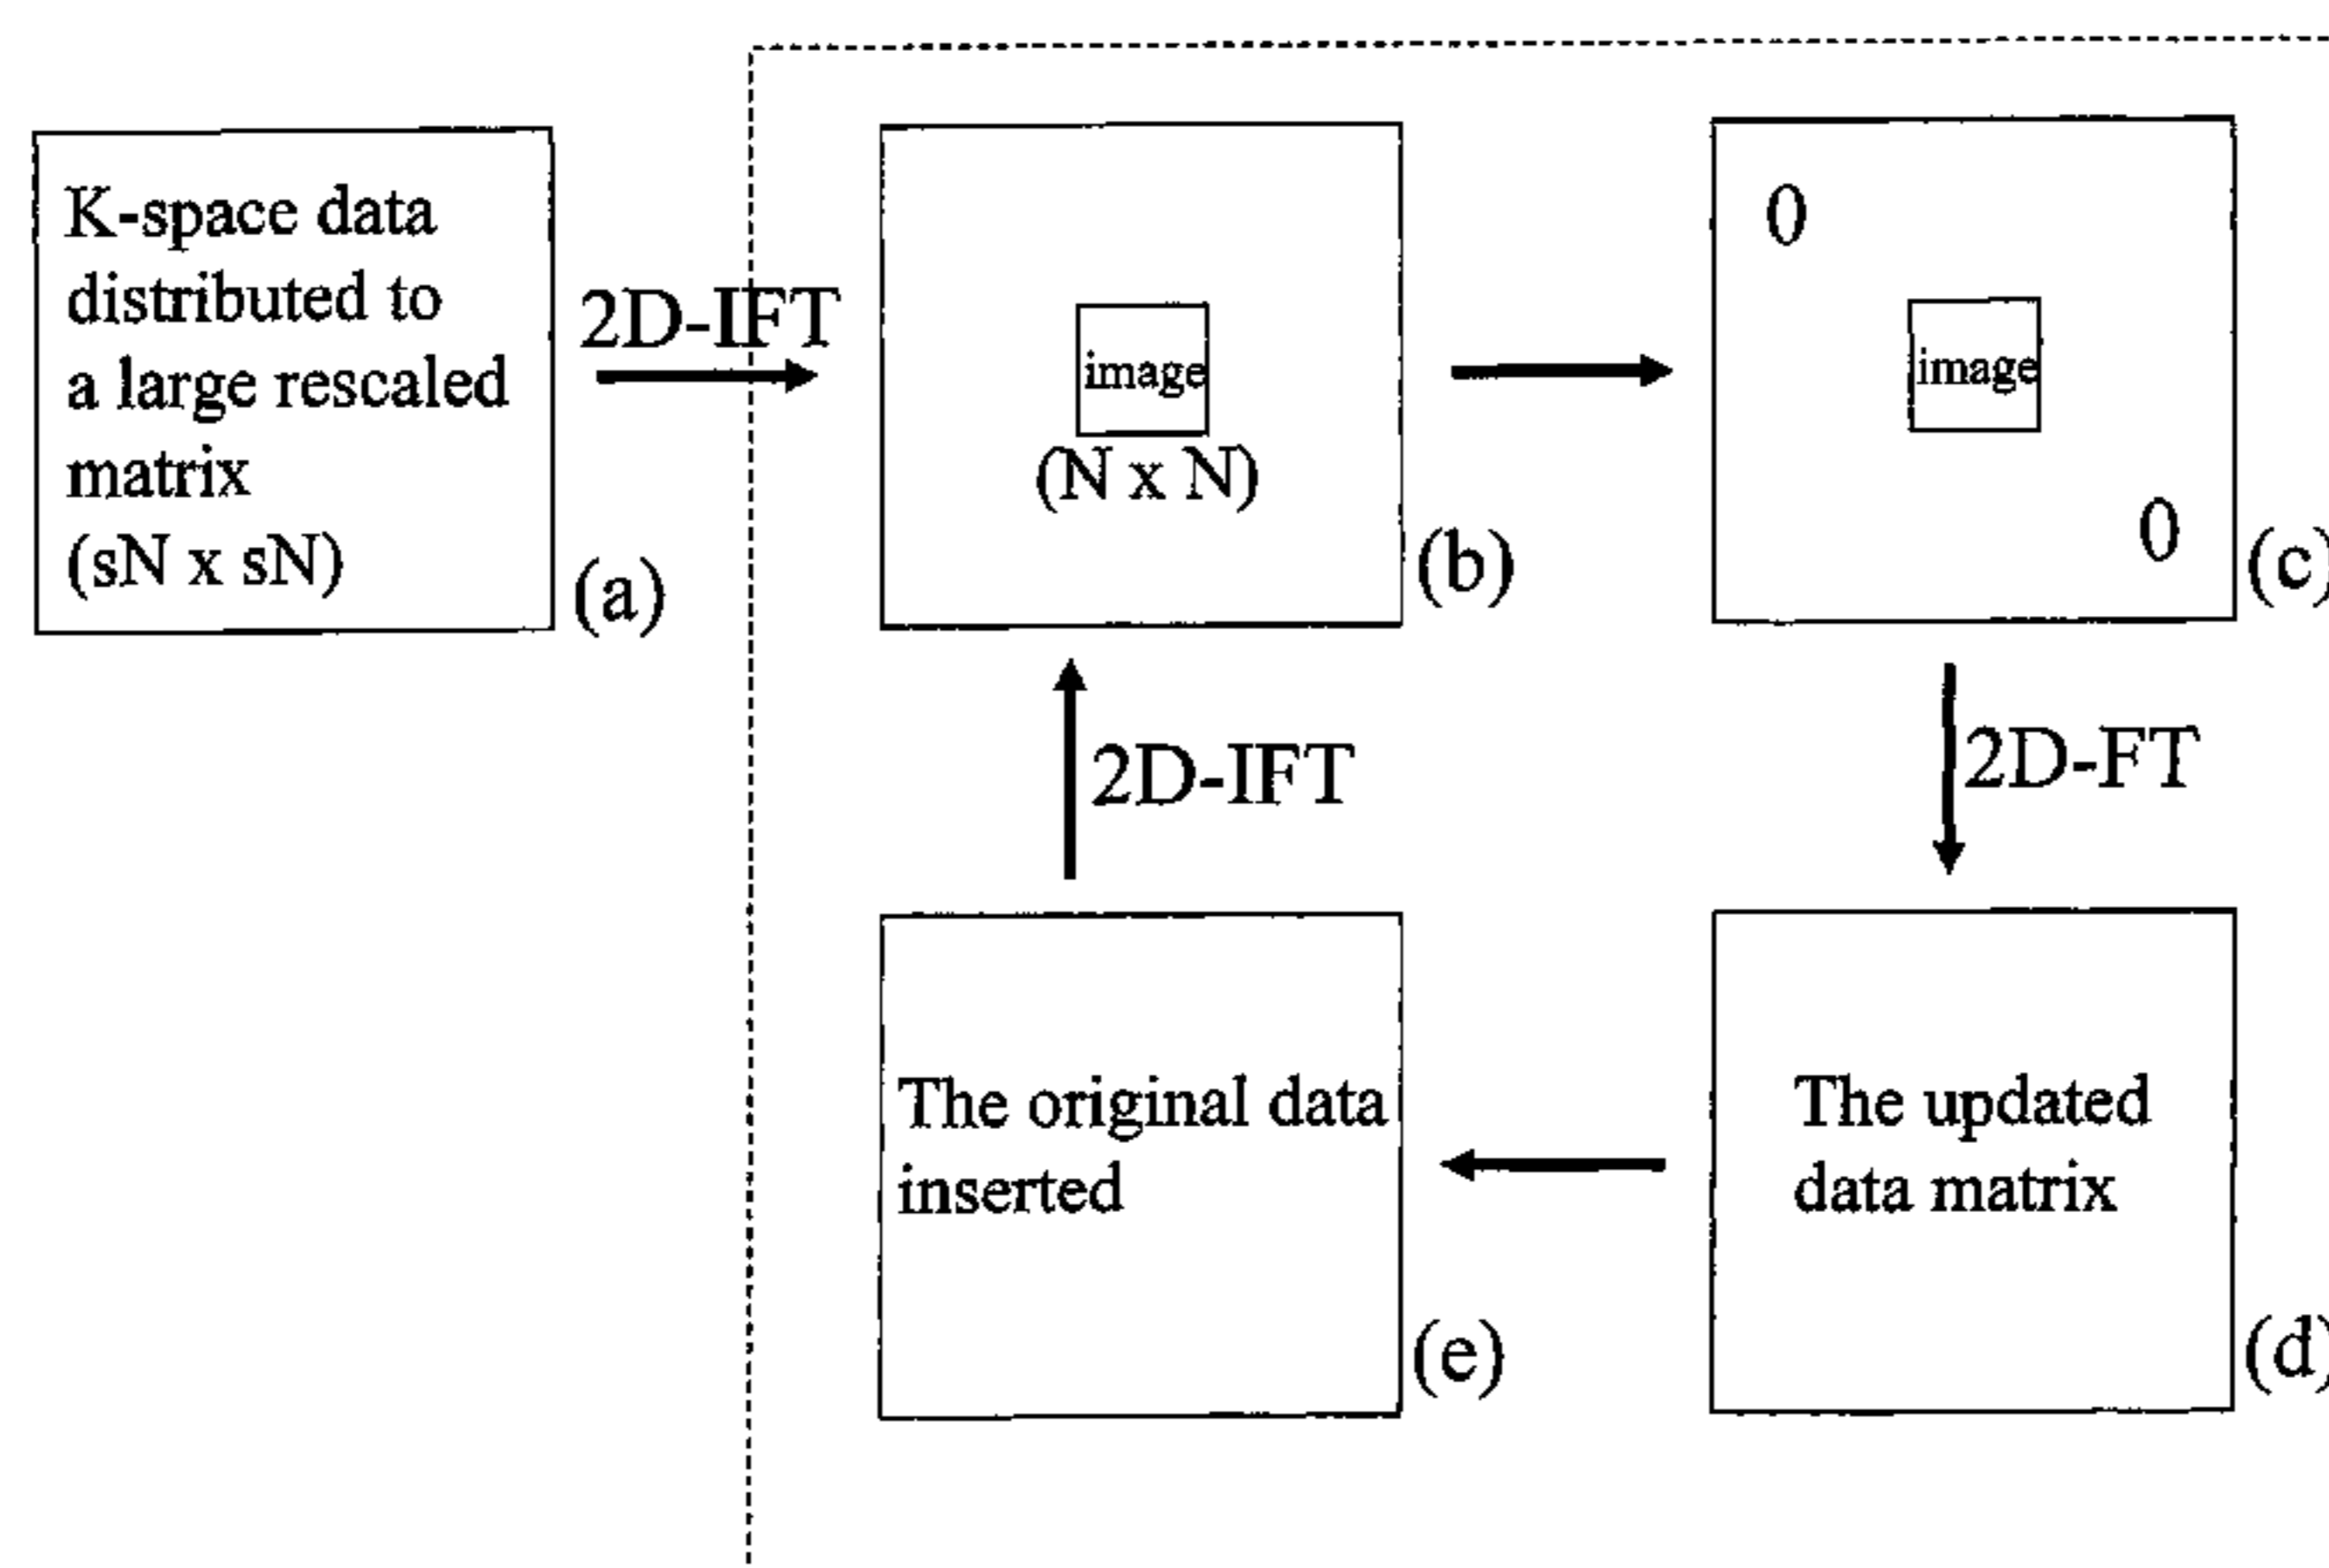 K-space data
distributed to
a large rescaled
matrix
(sN x sN)
(a)
2D-IFT
image
(N x N)
(b)
0
image
0
(c)
2D-IFT
2D-FT
The original data
inserted
(e)
The updated
data matrix
(d)